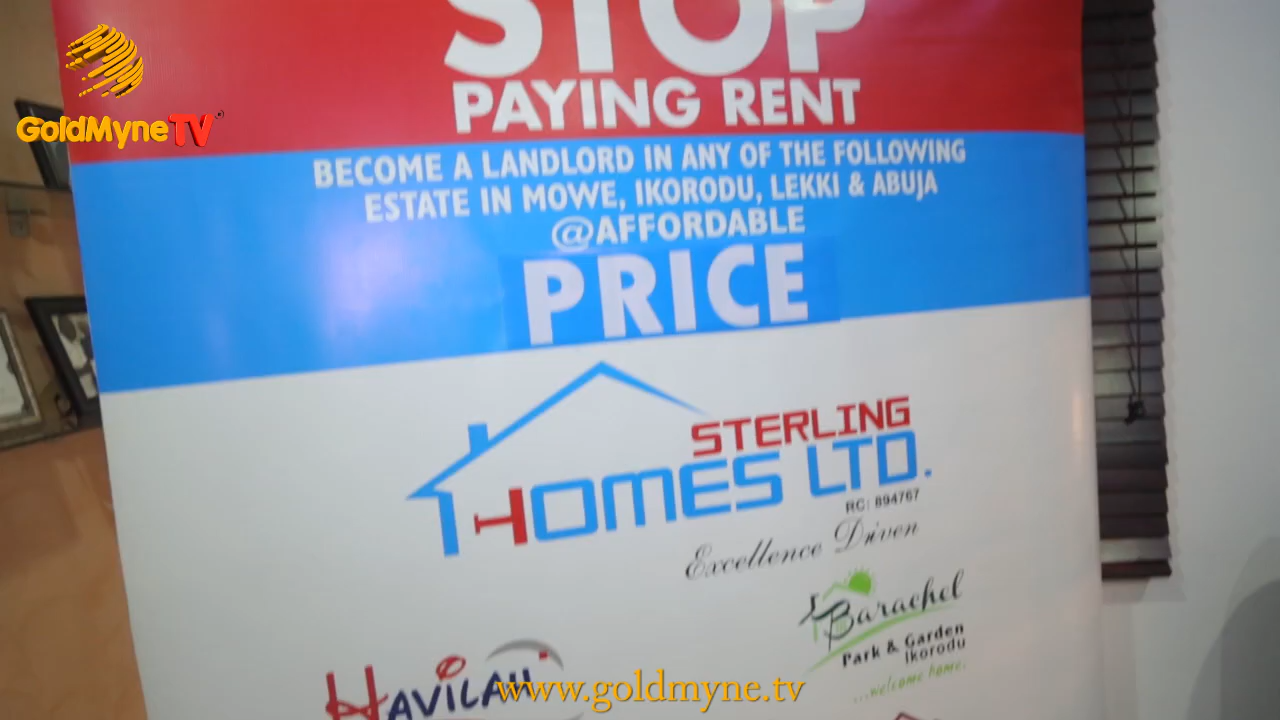 STOP
PAYING RENT
GOLDMYNETV
BECOME A LANDLORD IN ANY OF THE FOLLOWING
ESTATE IN MOWE, IKORODU, LEKKI & ABUJA
@AFFORDABLE
PRICE
STERLING
HOMES LTD.
RC: 894767
Excellence Driven
Barachel
Park & Garden
Ikorodu
...welcome home.
HAVILAH
www.goldmyne.tv